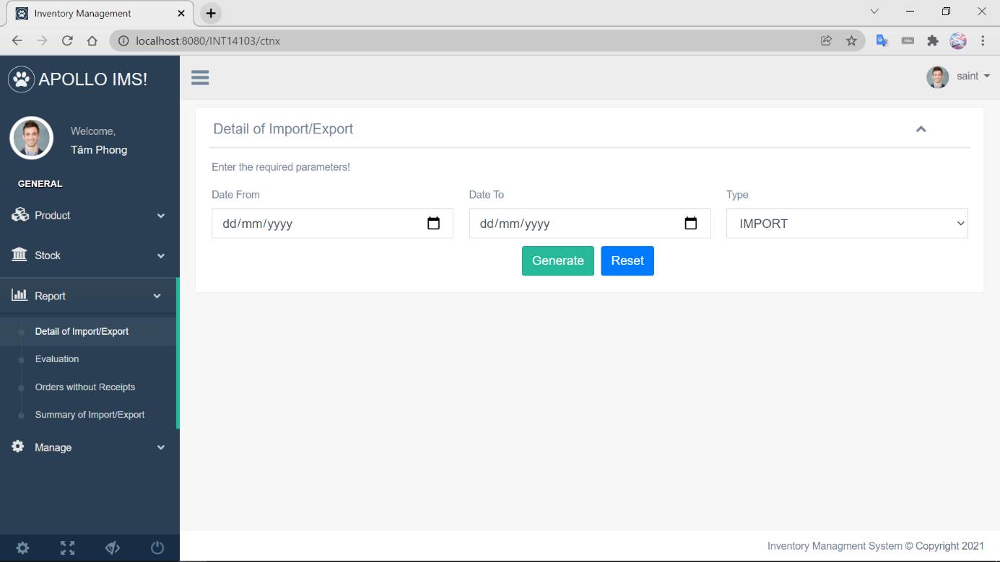 Inventory Management
localhost:8080/INT14103/ctnx
APOLLO IMS!
saint
Welcome,
Tâm Phong
GENERAL
Product
Stock
Report
Detail of Import/Export
Evaluation
Orders without Receipts
Summary of Import/Export
Manage
Detail of Import/Export
Enter the required parameters!
Date From Date To Type
dd/mm/yyyy dd/mm/yyyy IMPORT
Generate Reset
Inventory Managment System © Copyright 2021